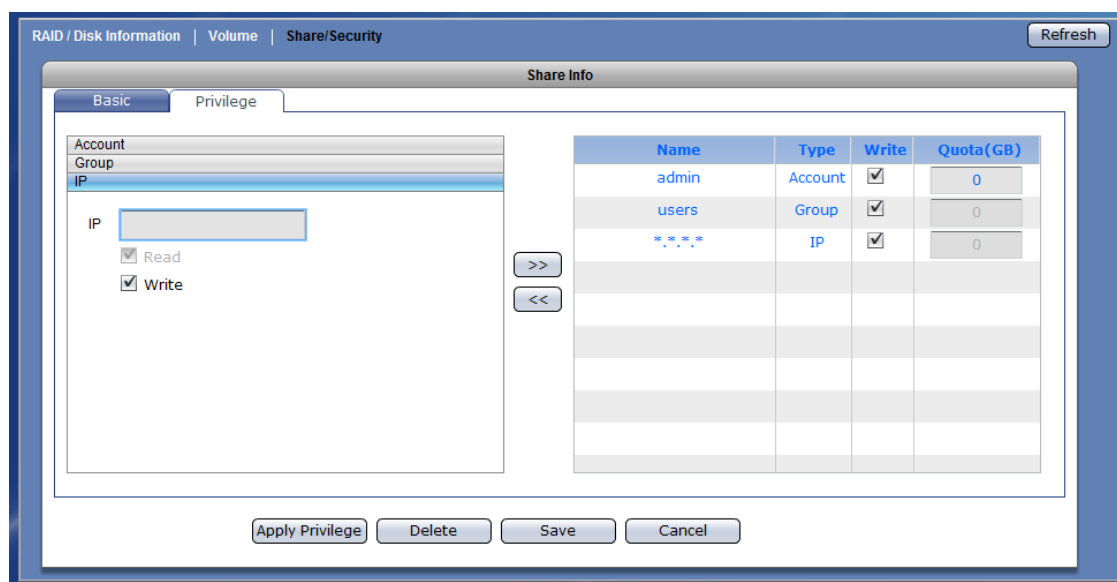 RAID / Disk Information | Volume | Share/Security
Refresh
Share Info
Basic
Privilege
Account
Group
IP
IP
Read
Write
>>
<<
Name Type Write Quota(GB)
admin Account 0
users Group 0
*.*.*.* IP 0
Apply Privilege
Delete
Save
Cancel